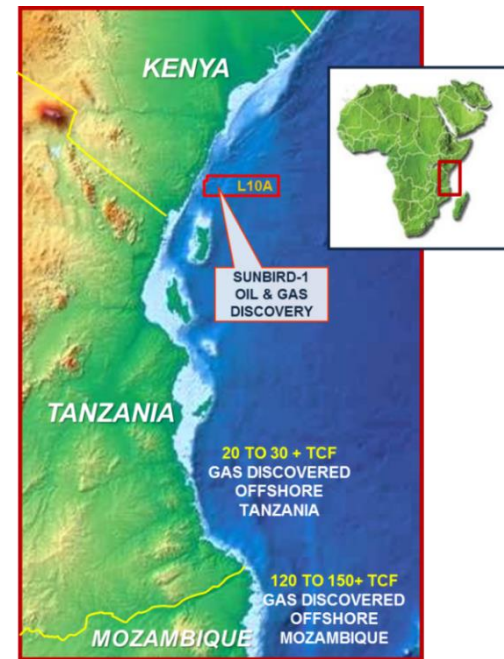 KENYA
L10A
SUNBIRD-1
OIL & GAS
DISCOVERY
TANZANIA
20 TO 30 + TCF
GAS DISCOVERED
OFFSHORE
TANZANIA
120 TO 150+ TCF
GAS DISCOVERED
OFFSHORE
MOZAMBIQUE
MOZAMBIQUE